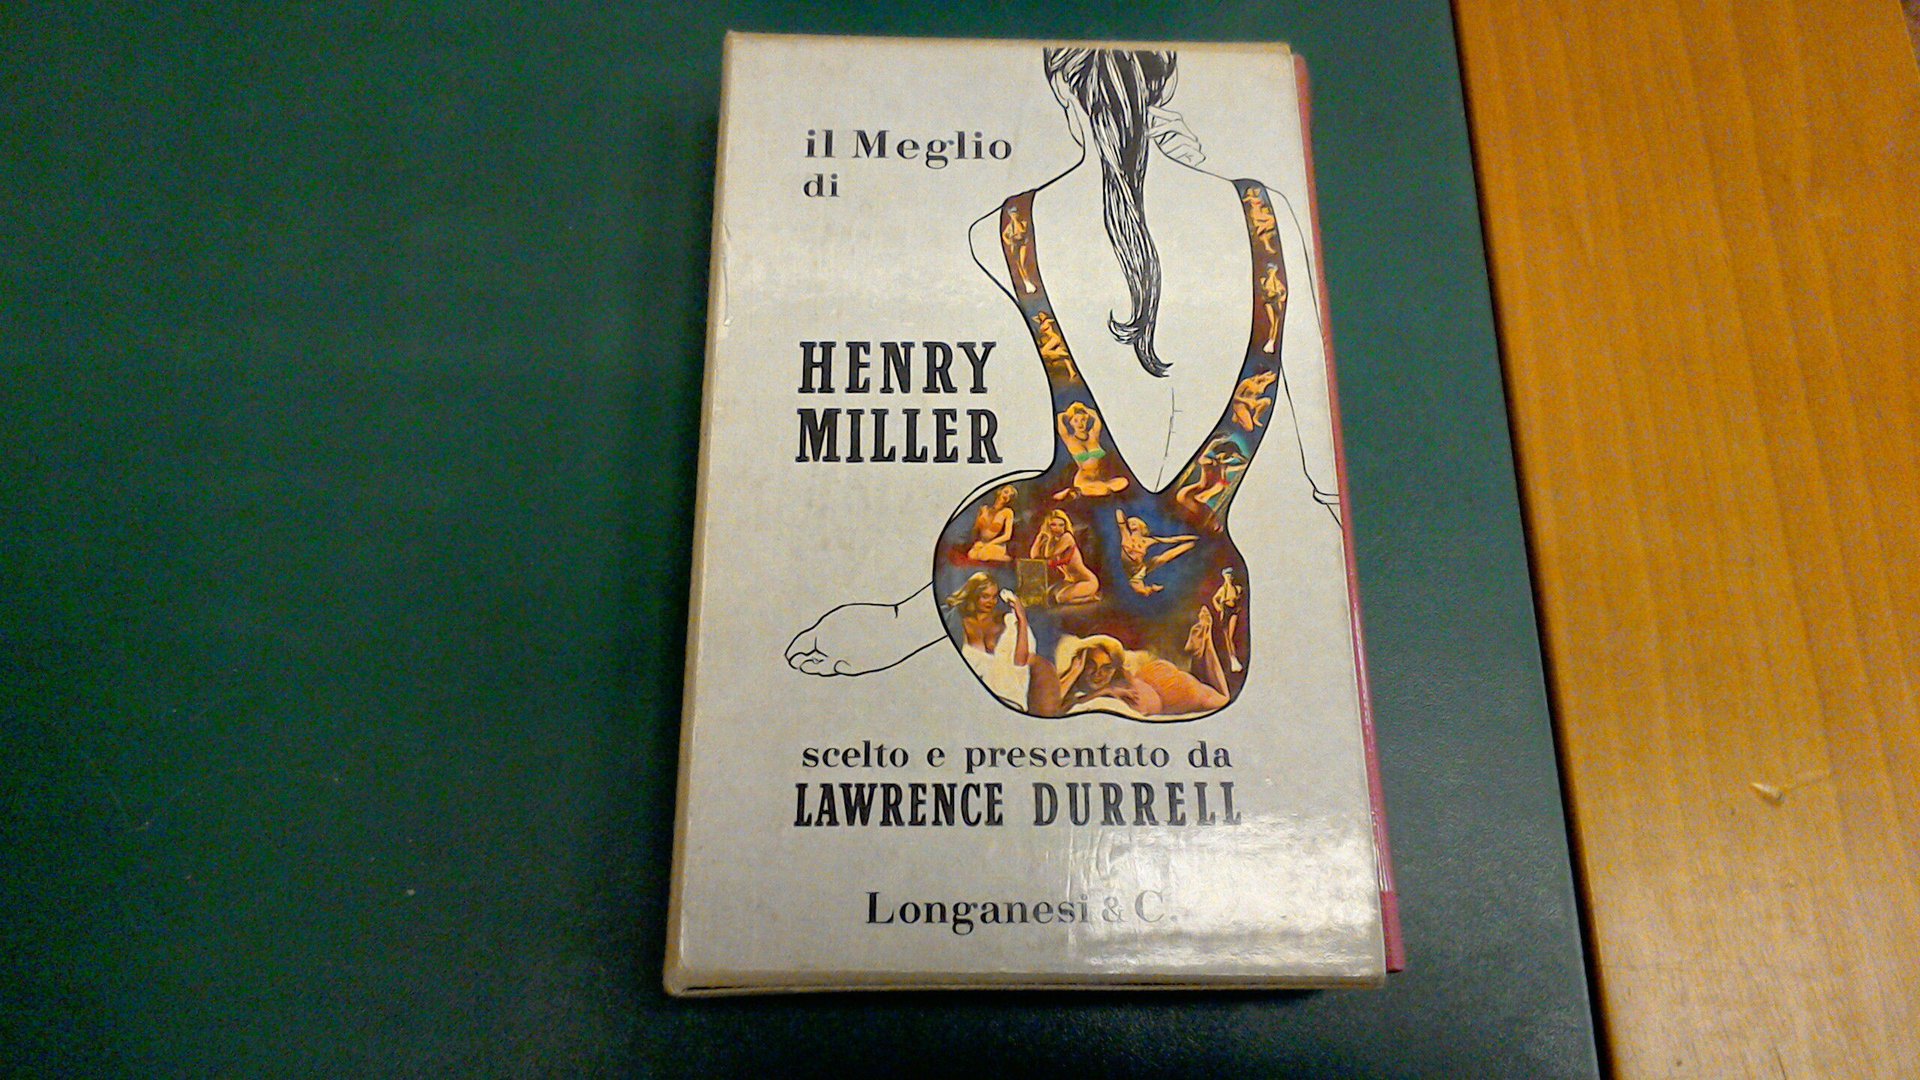 il Meglio
di
HENRY
MILLER
scelto e presentato da
LAWRENCE DURRELL
Longanesi & C.